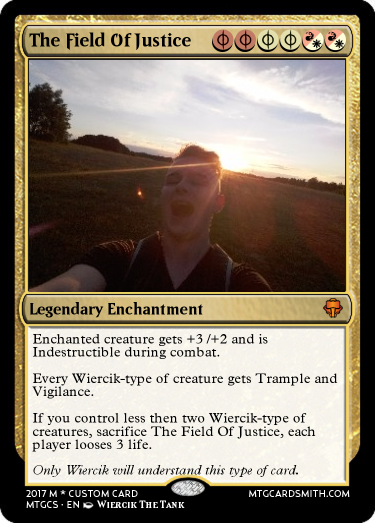 The Field Of Justice
Legendary Enchantment
Enchanted creature gets +3 /+2 and is
Indestructible during combat.
Every Wiercik-type of creature gets Trample and
Vigilance.
If you control less then two Wiercik-type of
creatures, sacrifice The Field Of Justice, each
player looses 3 life.
Only Wiercik will understand this type of card.
2017 M * CUSTOM CARD
MTGCARDSMITH.COM
MTGCS • EN WIERCIK THE TANK